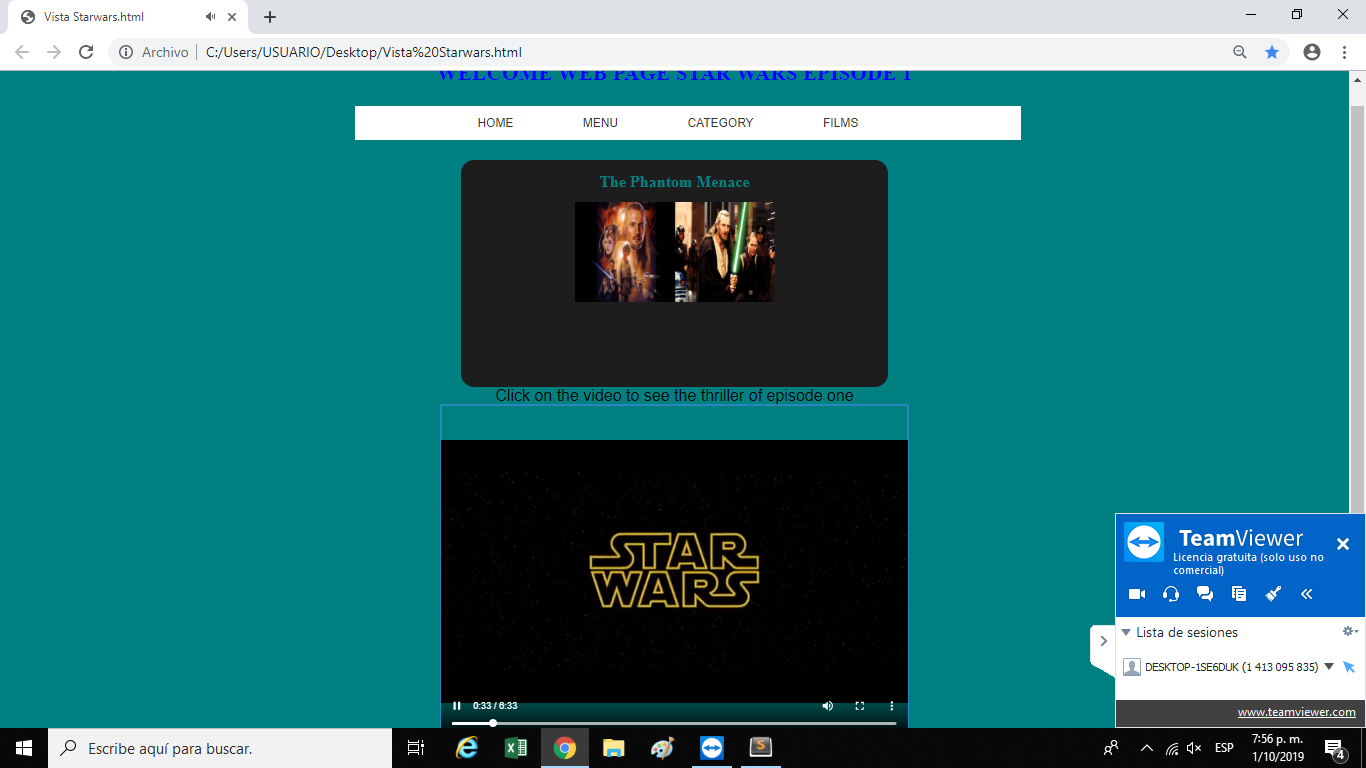 Vista Starwars.html
Archivo C:/Users/USUARIO/Desktop/Vista%20Starwars.html
WELCOME WEB PAGE STAR WARS EPISODE 1
HOME MENU CATEGORY FILMS
The Phantom Menace
Click on the video to see the thriller of episode one
STAR
WARS
0:33 / 6:33
TeamViewer
Licencia gratuita (solo uso no
comercial)
Lista de sesiones
DESKTOP-1SE6DUK (1 413 095 835)
www.teamviewer.com
Escribe aquí para buscar.
ESP
7:56 p. m.
1/10/2019
4